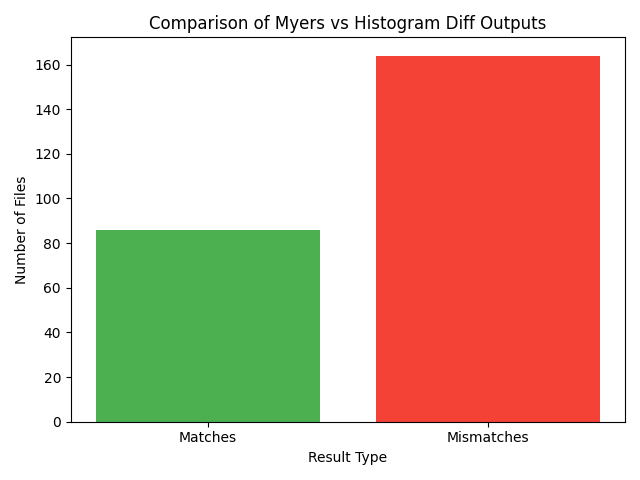 Comparison of Myers vs Histogram Diff Outputs
Number of Files
160
140
120
100
80
60
40
20
0
Matches
Mismatches
Result Type